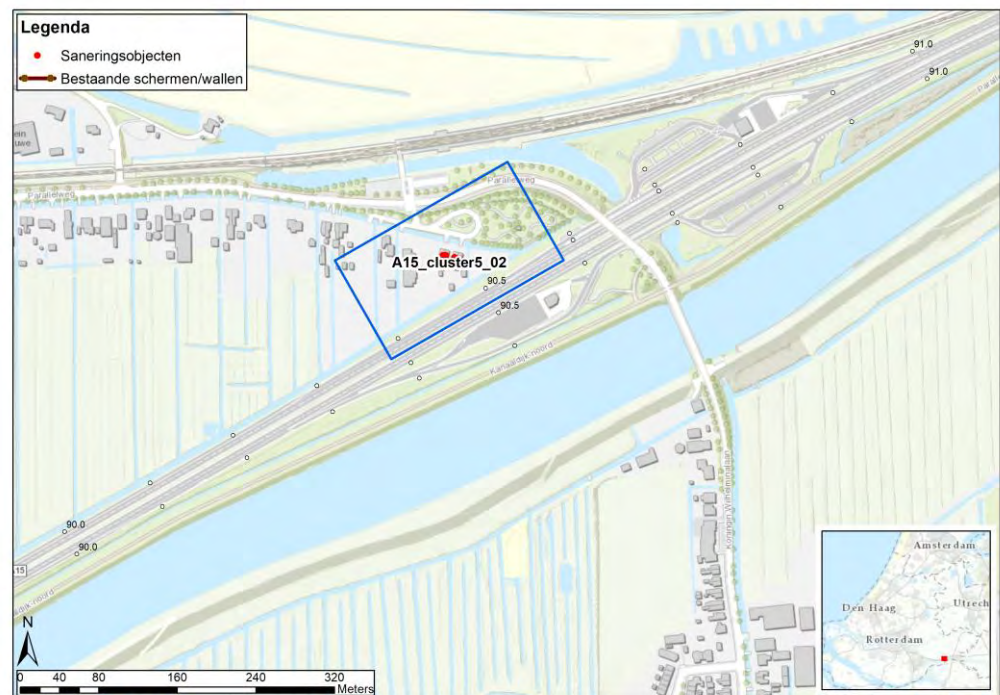 Legenda
Saneringsobjecten
Bestaande schermen/wallen
91.0
91.0
Parallelweg
Parallelweg
A15_cluster5_02
90.5
90.5
Kanaaldijk-noord
90.0
90.0
15
N
0 40 80 160 240 320
Meters
Amsterdam
Den Haag
Utrech
Rotterdam